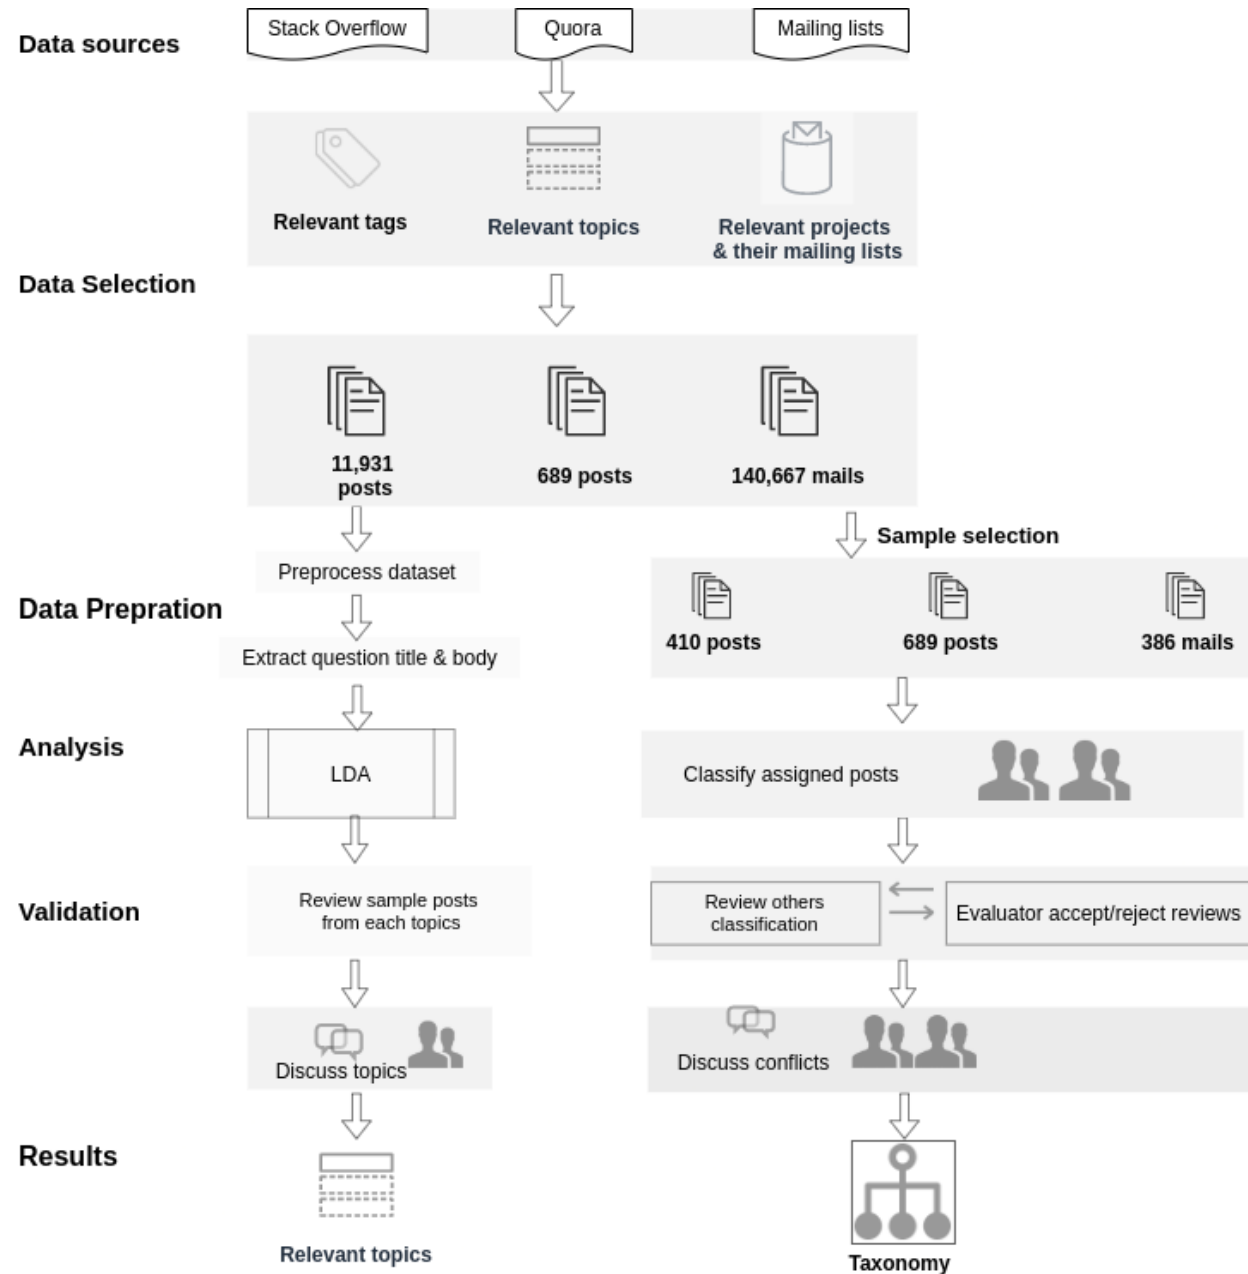 Data sources
Stack Overflow
Quora
Mailing lists
Relevant tags
Relevant topics
Relevant projects
& their mailing lists
Data Selection
11,931
posts
689 posts
140,667 mails
Sample selection
Preprocess dataset
Data Prepration
410 posts
689 posts
386 mails
Extract question title & body
Analysis
LDA
Classify assigned posts
Validation
Review sample posts
from each topics
Review others
classification
Evaluator accept/reject reviews
Discuss topics
Discuss conflicts
Results
Relevant topics
Taxonomy